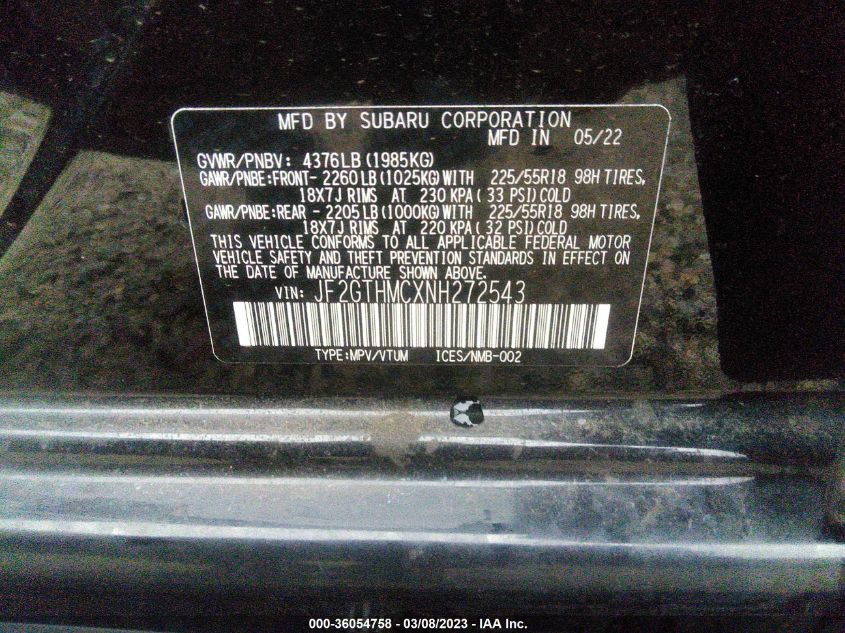 MFD BY SUBARU CORPORATION
MFD IN 05/22
GVWR/PNBV: 4376LB (1985KG)
GAWR/PNBE:FRONT- 2260 LB (1025KG) WITH 225/55R18 98H TIRES,
18X7J RIMS AT 230 KPA ( 33 PSI) COLD
GAWR/PNBE:REAR - 2205 LB (1000KG) WITH 225/55R18 98H TIRES,
18X7J RIMS AT 220 KPA ( 32 PSI) COLD
THIS VEHICLE CONFORMS TO ALL APPLICABLE FEDERAL MOTOR
VEHICLE SAFETY AND THEFT PREVENTION STANDARDS IN EFFECT ON
THE DATE OF MANUFACTURE SHOWN ABOVE.
VIN: JF2GTHMCXNH272543
TYPE:MPV/VTUM ICES/NMB-002
000-36054758 — 03/08/2023 — IAA Inc.